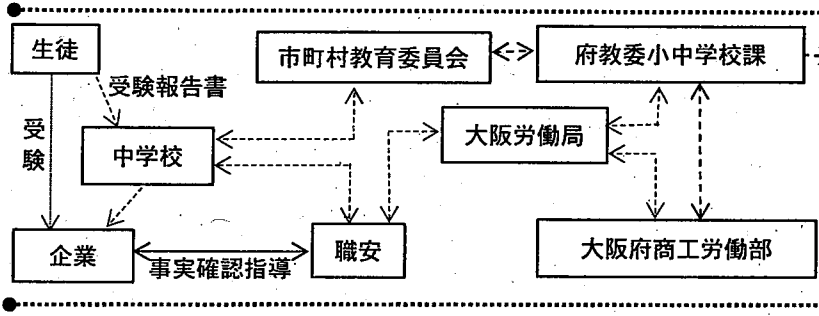 生徒
市町村教育委員会
府教委小中学校課
受験報告書
受験
中学校
大阪労働局
企業
事実確認指導
職安
大阪府商工労働部